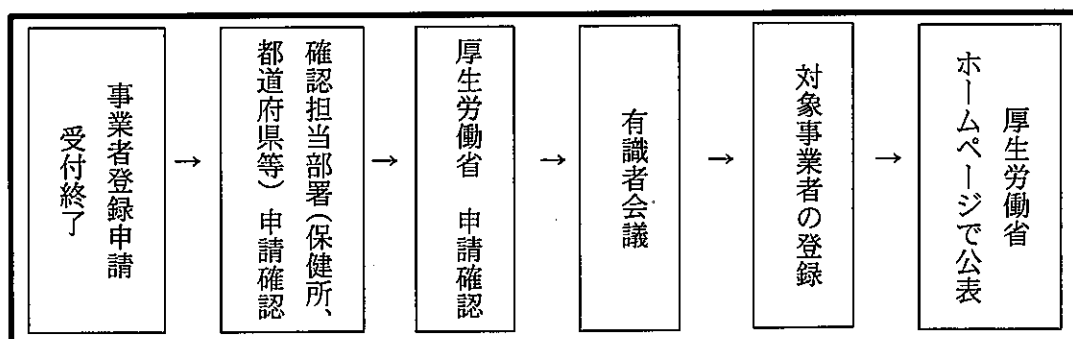 事業者登録申請
受付終了
→
確認担当部署(保健所、
都道府県等) 申請確認
→
厚生労働省 申請確認
→
有識者会議
→
対象事業者の登録
→
厚生労働省
ホームページで公表